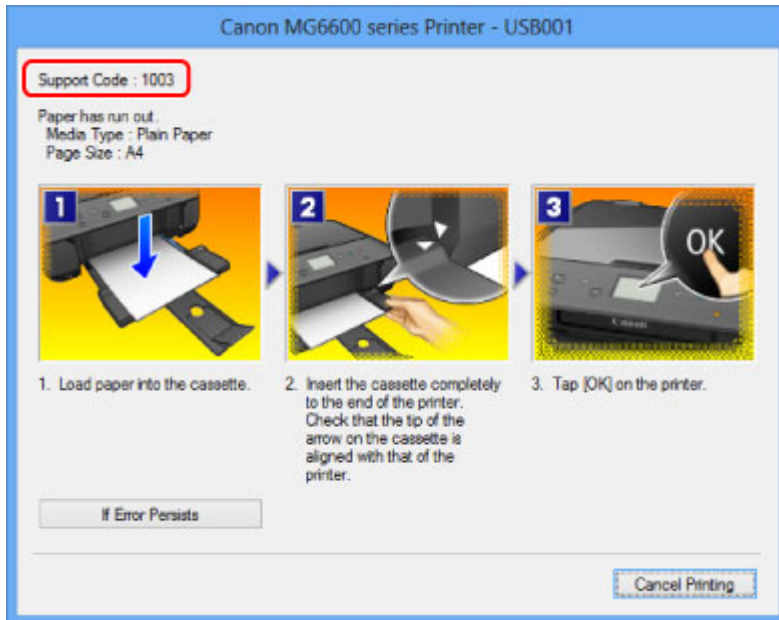 Canon MG6600 series Printer - USB001
Support Code : 1003
Paper has run out.
Media Type : Plain Paper
Page Size : A4
1
2
3
OK
Canon
1. Load paper into the cassette.
2. Insert the cassette completely
to the end of the printer.
Check that the tip of the
arrow on the cassette is
aligned with that of the
printer.
3. Tap [OK] on the printer.
If Error Persists
Cancel Printing